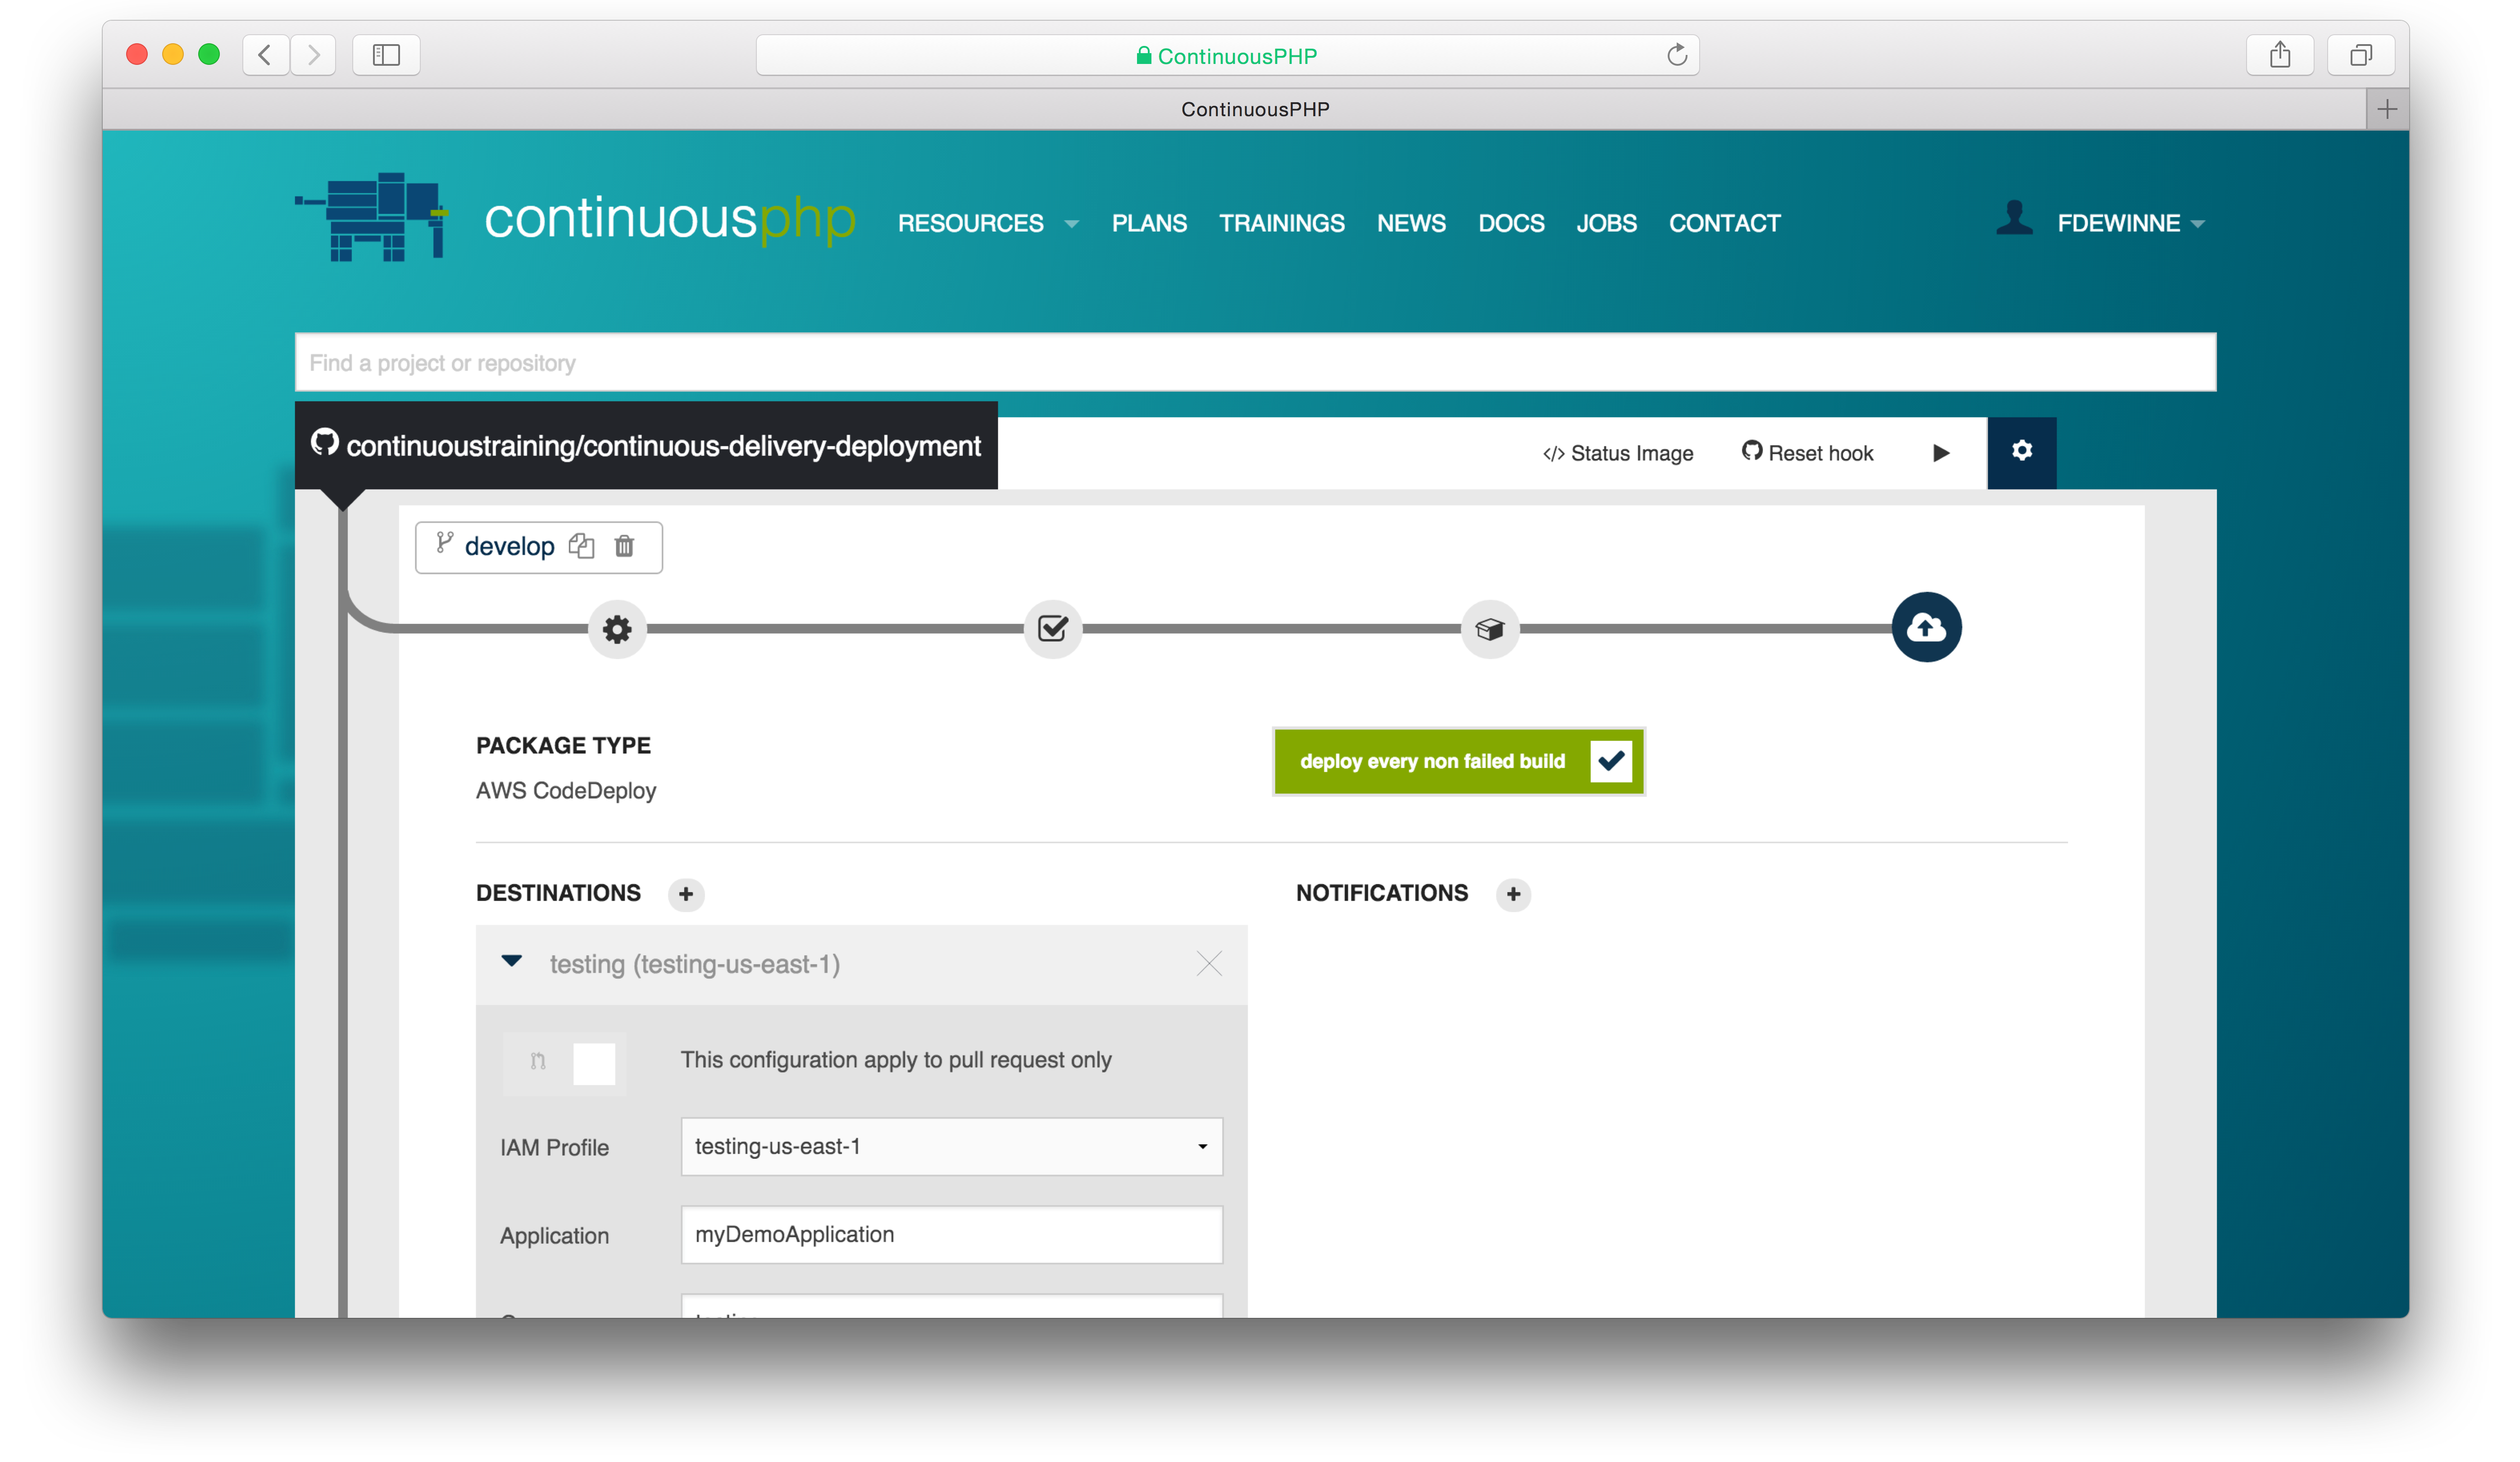 ContinuousPHP
ContinuousPHP
continuousphp RESOURCES PLANS TRAININGS NEWS DOCS JOBS CONTACT FDEWINNE
Find a project or repository
continuoustraining/continuous-delivery-deployment
</> Status Image Reset hook
develop
PACKAGE TYPE
deploy every non failed build
AWS CodeDeploy
DESTINATIONS +
NOTIFICATIONS +
testing (testing-us-east-1)
This configuration apply to pull request only
IAM Profile testing-us-east-1
Application myDemoApplication